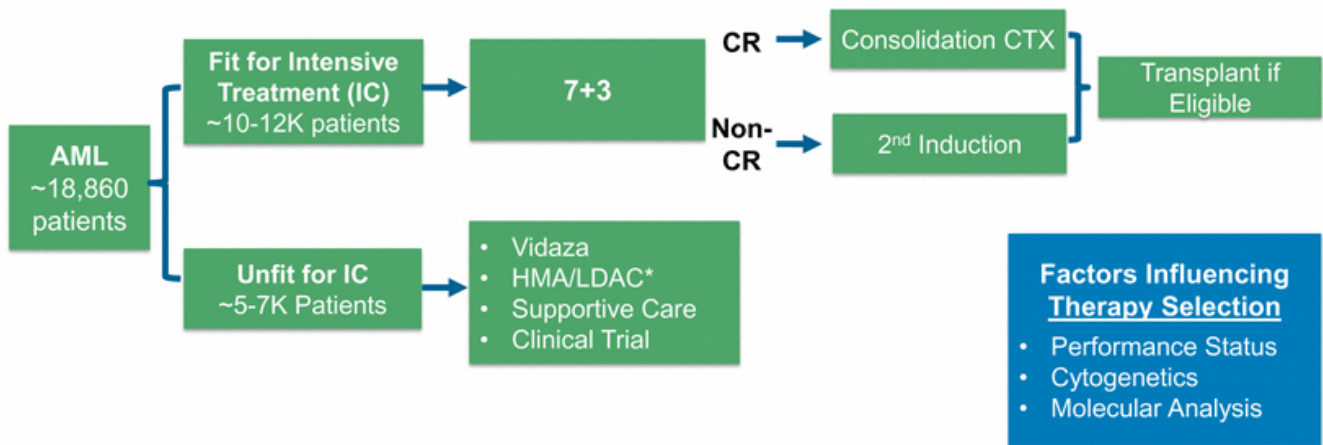 AML
~18,860
patients
Fit for Intensive
Treatment (IC)
~10-12K patients
7+3
CR
Consolidation CTX
Non-
CR
2nd Induction
Transplant if
Eligible
Unfit for IC
~5-7K Patients
• Vidaza
• HMA/LDAC*
• Supportive Care
• Clinical Trial
Factors Influencing
Therapy Selection
• Performance Status
• Cytogenetics
• Molecular Analysis